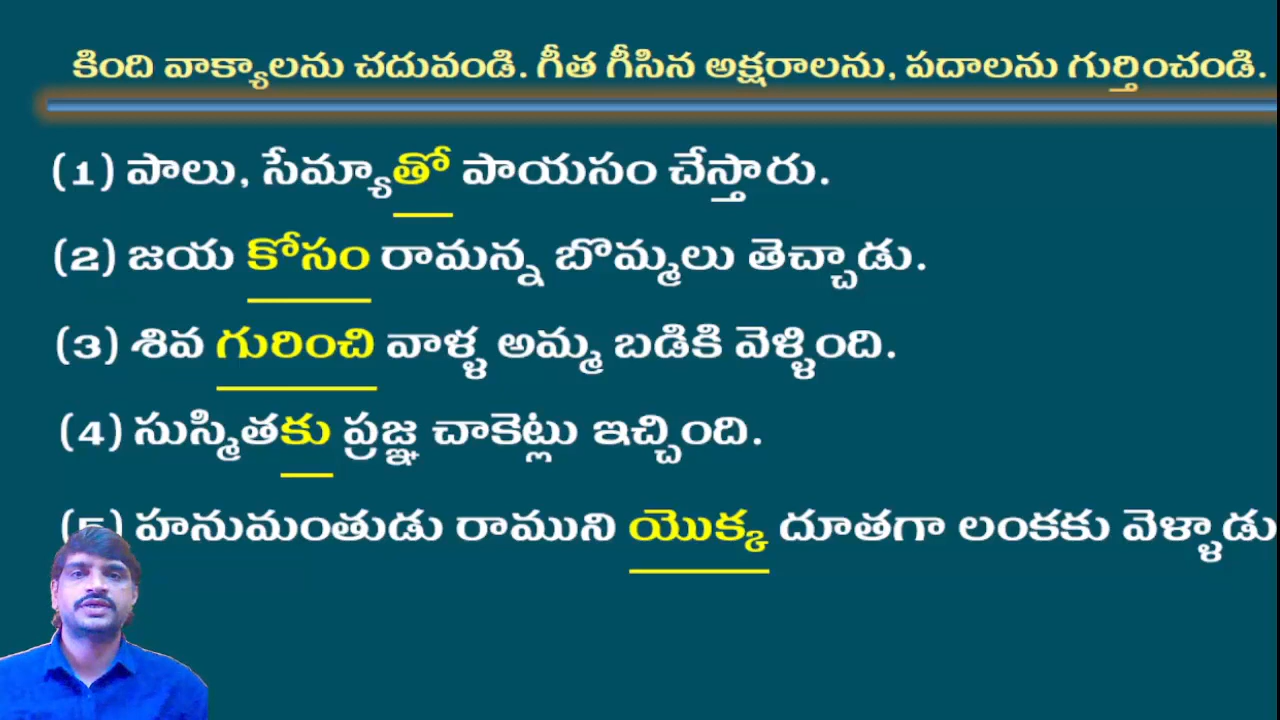 కింది వాక్యాలను చదువండి. గీత గీసిన అక్షరాలను, పదాలను గుర్తించండి.
(1) పాలు, సేమ్యాతో పాయసం చేస్తారు.
(2) జయ కోసం రామన్న బొమ్మలు తెచ్చాడు.
(3) శివ గురించి వాళ్ళ అమ్మ బడికి వెళ్ళింది.
(4) సుస్మితకు ప్రజ్ఞ చాకెట్లు ఇచ్చింది.
(5) హనుమంతుడు రాముని యొక్క దూతగా లంకకు వెళ్ళాడు